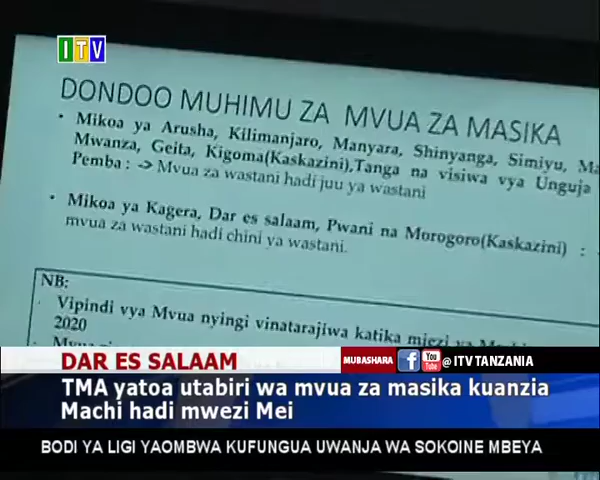 ITV
DONDOO MUHIMU ZA MVUA ZA MASIKA
• Mikoa ya Arusha, Kilimanjaro, Manyara, Shinyanga, Simiyu,
Mwanza, Geita, Kigoma(Kaskazini),Tanga na visiwa vya Unguja
Pemba : -> Mvua za wastani hadi juu ya wastani
• Mikoa ya Kagera, Dar es salaam, Pwani na Morogoro(Kaskazini) :
mvua za wastani hadi chini ya wastani.
NB:
Vipindi vya Mvua nyingi vinatarajiwa katika miezi ya
2020
DAR ES SALAAM
MUBASHARA f You Tube @ ITV TANZANIA
TMA yatoa utabiri wa mvua za masika kuanzia
Machi hadi mwezi Mei
BODI YA LIGI YAOMBWA KUFUNGUA UWANJA WA SOKOINE MBEYA